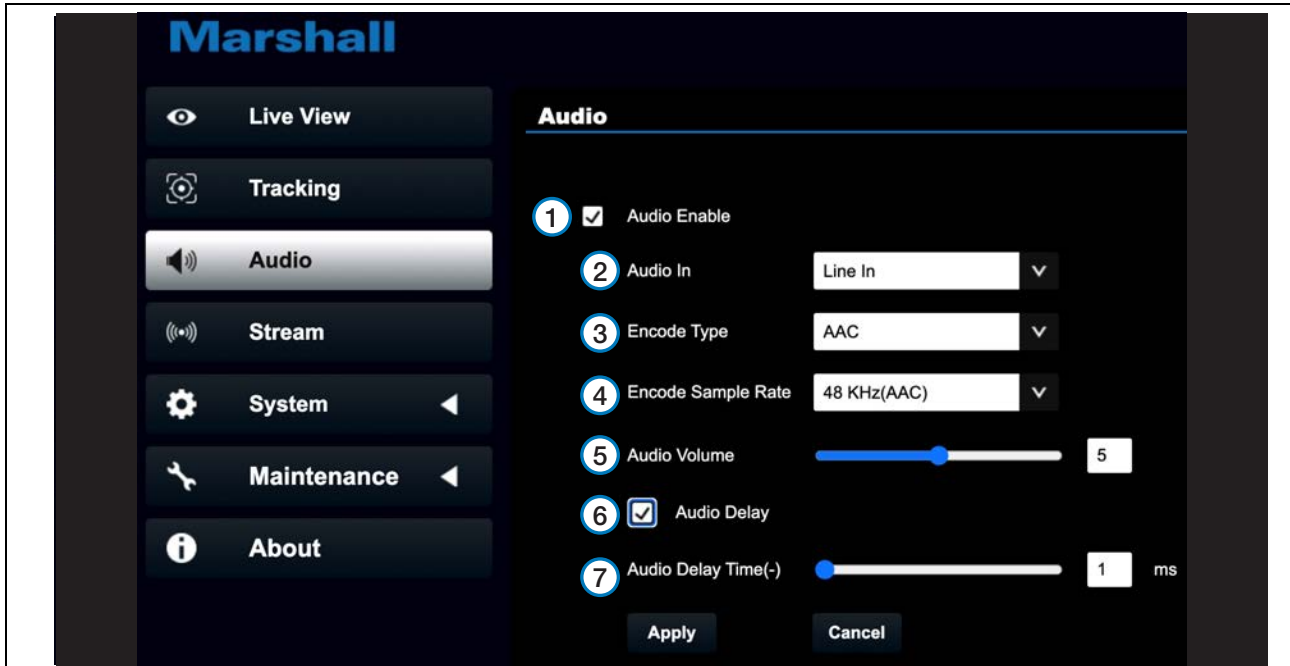 Marshall
Live View
Tracking
Audio
Stream
System
Maintenance
About
Audio
1 Audio Enable
2 Audio In Line In
3 Encode Type AAC
4 Encode Sample Rate 48 KHz(AAC)
5 Audio Volume 5
6 Audio Delay
7 Audio Delay Time(-) 1 ms
Apply Cancel